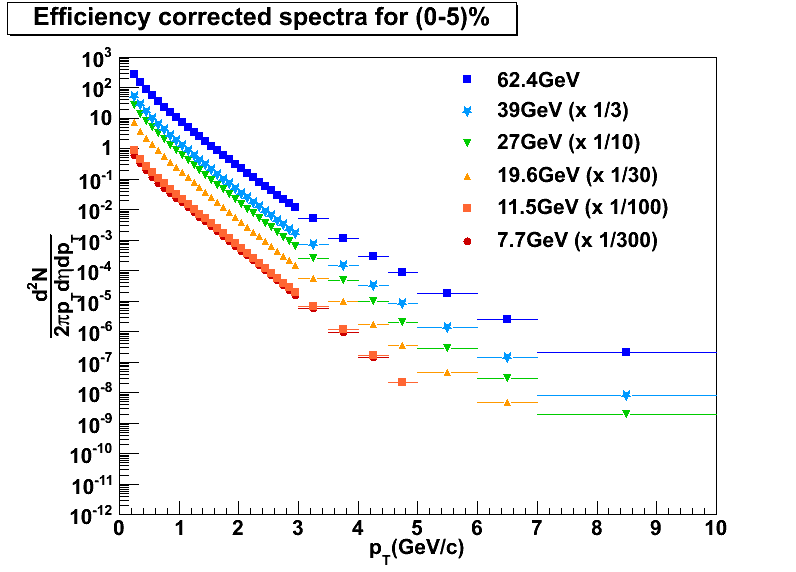 Efficiency corrected spectra for (0-5)%
10³
10²
10
1
10⁻¹
10⁻²
10⁻³
10⁻⁴
10⁻⁵
10⁻⁶
10⁻⁷
10⁻⁸
10⁻⁹
10⁻¹⁰
10⁻¹¹
10⁻¹²
d²N
2πp_T dηdp_T
62.4GeV
39GeV (x 1/3)
27GeV (x 1/10)
19.6GeV (x 1/30)
11.5GeV (x 1/100)
7.7GeV (x 1/300)
0 1 2 3 4 5 6 7 8 9 10
p_T(GeV/c)